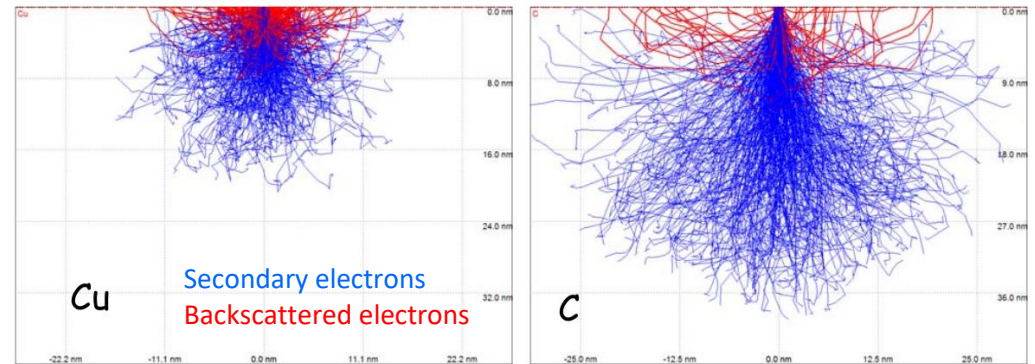 Cu
0.0 nm
8.0 nm
16.0 nm
24.0 nm
32.0 nm
Cu
Secondary electrons
Backscattered electrons
-22.2 nm -11.1 nm 0.0 nm 11.1 nm 22.2 nm
C
0.0 nm
9.0 nm
18.0 nm
27.0 nm
36.0 nm
C
-25.0 nm -12.5 nm 0.0 nm 12.5 nm 25.0 nm